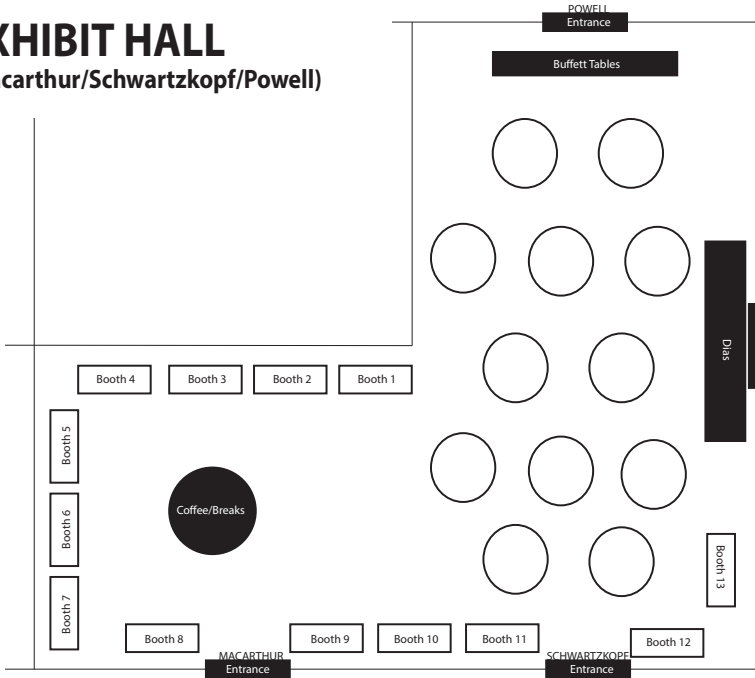 XHIBIT HALL
carthur/Schwartzkopf/Powell)
POWELL
Entrance
Buffett Tables
Dias
Booth 4
Booth 3
Booth 2
Booth 1
Booth 5
Booth 6
Booth 7
Coffee/Breaks
Booth 13
Booth 8
Booth 9
Booth 10
Booth 11
Booth 12
MACARTHUR
Entrance
SCHWARTZKOPF
Entrance